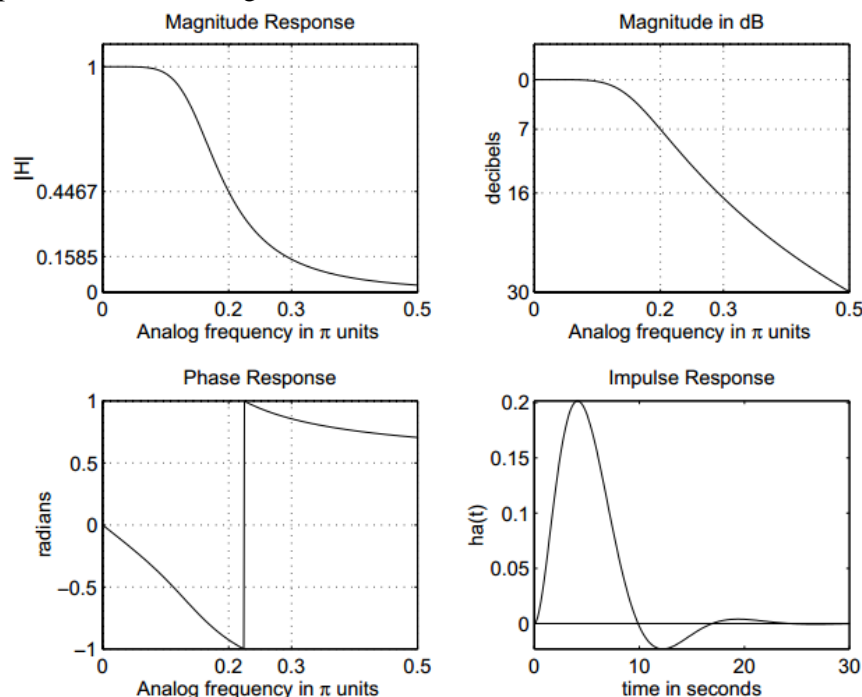 Magnitude Response
1
0.4467
0.1585
0
|H|
0 0.2 0.3 0.5
Analog frequency in π units
Magnitude in dB
0
7
16
30
decibels
0 0.2 0.3 0.5
Analog frequency in π units
Phase Response
1
0.5
0
−0.5
−1
radians
0 0.2 0.3 0.5
Analog frequency in π units
Impulse Response
0.2
0.15
0.1
0.05
0
ha(t)
0 10 20 30
time in seconds